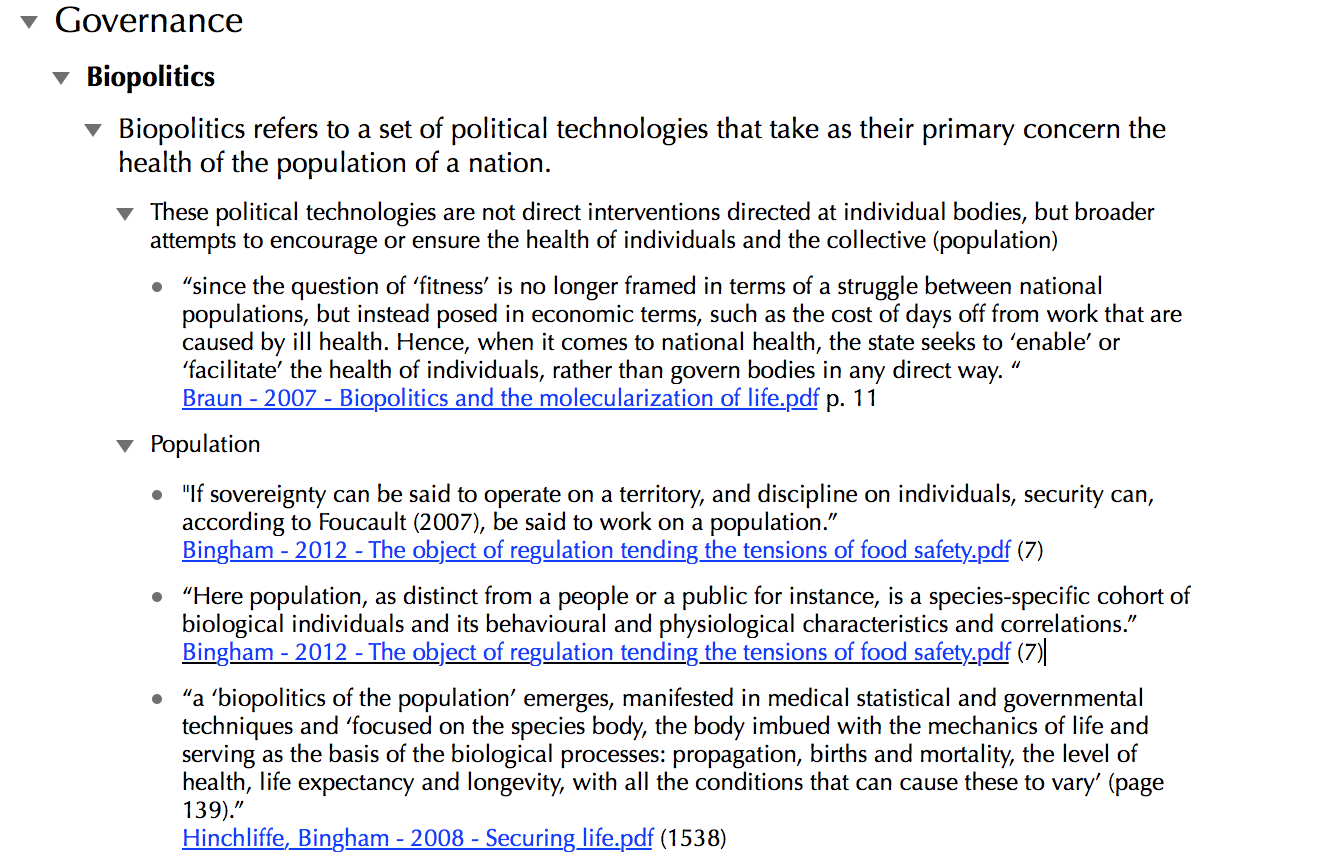 Governance
Biopolitics
Biopolitics refers to a set of political technologies that take as their primary concern the
health of the population of a nation.
These political technologies are not direct interventions directed at individual bodies, but broader
attempts to encourage or ensure the health of individuals and the collective (population)
“since the question of ‘fitness’ is no longer framed in terms of a struggle between national
populations, but instead posed in economic terms, such as the cost of days off from work that are
caused by ill health. Hence, when it comes to national health, the state seeks to ‘enable’ or
‘facilitate’ the health of individuals, rather than govern bodies in any direct way. “
Braun - 2007 - Biopolitics and the molecularization of life.pdf p. 11
Population
"If sovereignty can be said to operate on a territory, and discipline on individuals, security can,
according to Foucault (2007), be said to work on a population.”
Bingham - 2012 - The object of regulation tending the tensions of food safety.pdf (7)
“Here population, as distinct from a people or a public for instance, is a species-specific cohort of
biological individuals and its behavioural and physiological characteristics and correlations.”
Bingham - 2012 - The object of regulation tending the tensions of food safety.pdf (7)
“a ‘biopolitics of the population’ emerges, manifested in medical statistical and governmental
techniques and ‘focused on the species body, the body imbued with the mechanics of life and
serving as the basis of the biological processes: propagation, births and mortality, the level of
health, life expectancy and longevity, with all the conditions that can cause these to vary’ (page
139).”
Hinchliffe, Bingham - 2008 - Securing life.pdf (1538)